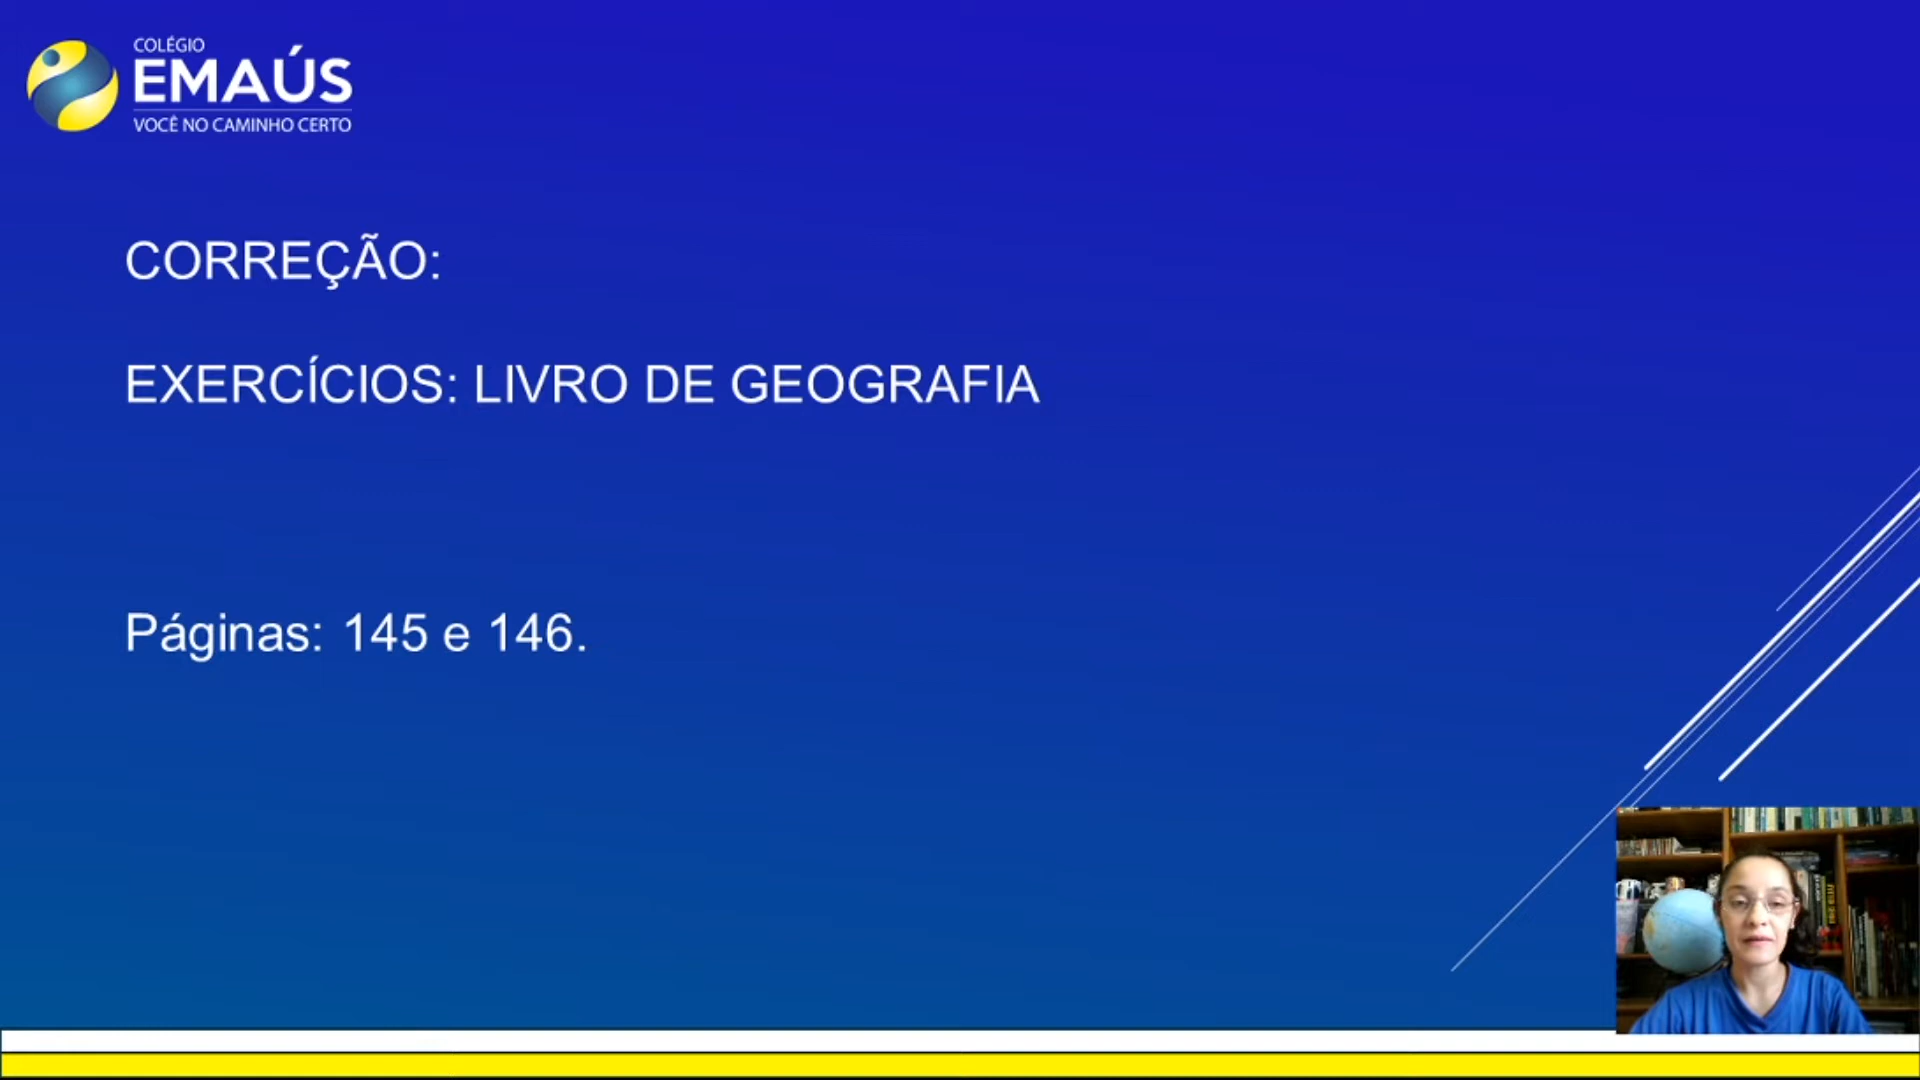 COLÉGIO
EMAÚS
VOCÊ NO CAMINHO CERTO
CORREÇÃO:
EXERCÍCIOS: LIVRO DE GEOGRAFIA
Páginas: 145 e 146.